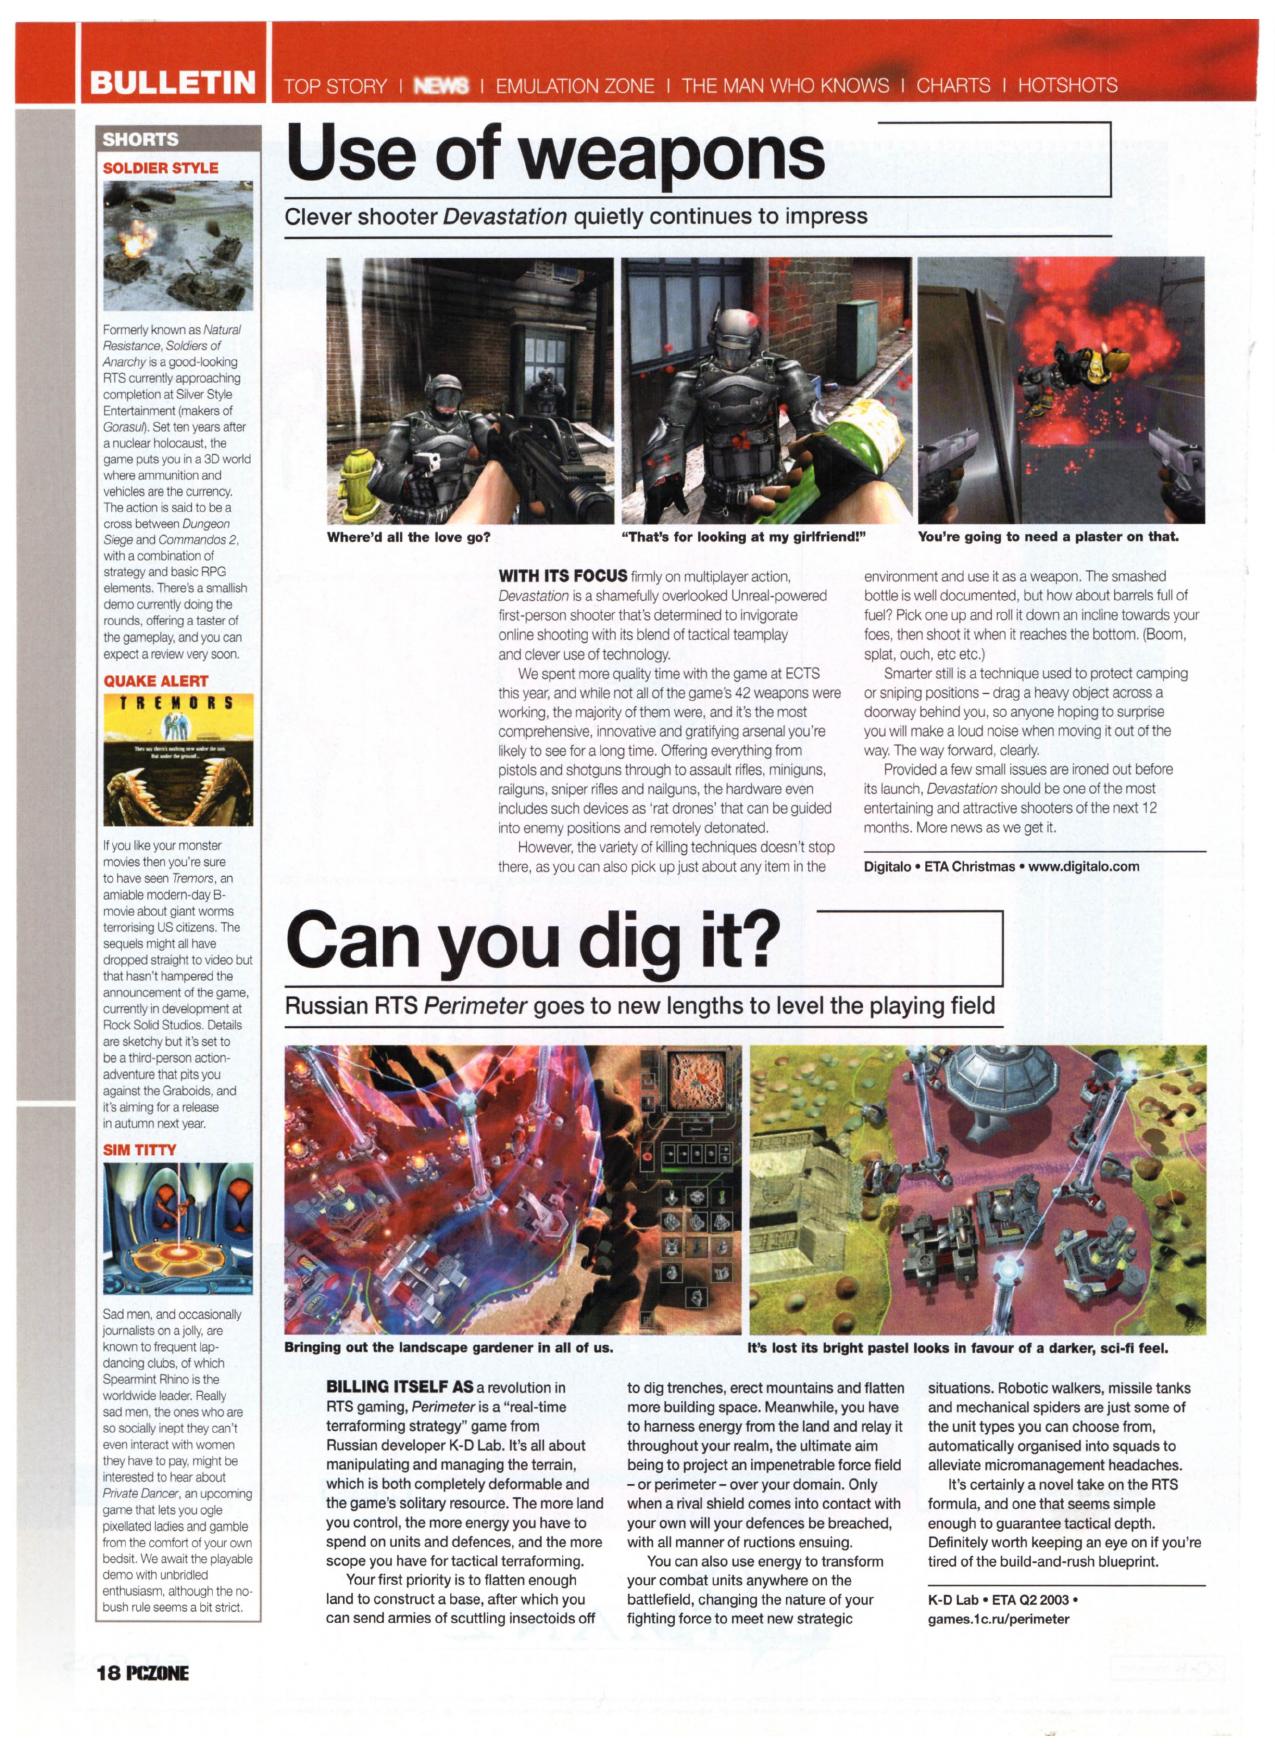 BULLETIN
TOP STORY | NEWS | EMULATION ZONE | THE MAN WHO KNOWS | CHARTS | HOTSHOTS
SHORTS
SOLDIER STYLE
Formerly known as Natural
Resistance, Soldiers of
Anarchy is a good-looking
RTS currently approaching
completion at Silver Style
Entertainment (makers of
Gorasul). Set ten years after
a nuclear holocaust, the
game puts you in a 3D world
where ammunition and
vehicles are the currency.
The action is said to be a
cross between Dungeon
Siege and Commandos 2,
with a combination of
strategy and basic RPG
elements. There's a smallish
demo currently doing the
rounds, offering a taster of
the gameplay, and you can
expect a review very soon.
QUAKE ALERT
TREMORS
They say there's nothing new under the sun.
But under the ground...
If you like your monster
movies then you're sure
to have seen Tremors, an
amiable modern-day B-
movie about giant worms
terrorising US citizens. The
sequels might all have
dropped straight to video but
that hasn't hampered the
announcement of the game,
currently in development at
Rock Solid Studios. Details
are sketchy but it's set to
be a third-person action-
adventure that pits you
against the Graboids, and
it's aiming for a release
in autumn next year.
SIM TITTY
Sad men, and occasionally
journalists on a jolly, are
known to frequent lap-
dancing clubs, of which
Spearmint Rhino is the
worldwide leader. Really
sad men, the ones who are
so socially inept they can't
even interact with women
they have to pay, might be
interested to hear about
Private Dancer, an upcoming
game that lets you ogle
pixellated ladies and gamble
from the comfort of your own
bedsit. We await the playable
demo with unbridled
enthusiasm, although the no-
bush rule seems a bit strict.
Use of weapons
Clever shooter Devastation quietly continues to impress
Where'd all the love go?
"That's for looking at my girlfriend!"
You're going to need a plaster on that.
WITH ITS FOCUS firmly on multiplayer action,
Devastation is a shamefully overlooked Unreal-powered
first-person shooter that's determined to invigorate
online shooting with its blend of tactical teamplay
and clever use of technology.
We spent more quality time with the game at ECTS
this year, and while not all of the game's 42 weapons were
working, the majority of them were, and it's the most
comprehensive, innovative and gratifying arsenal you're
likely to see for a long time. Offering everything from
pistols and shotguns through to assault rifles, miniguns,
railguns, sniper rifles and nailguns, the hardware even
includes such devices as 'rat drones' that can be guided
into enemy positions and remotely detonated.
However, the variety of killing techniques doesn't stop
there, as you can also pick up just about any item in the
environment and use it as a weapon. The smashed
bottle is well documented, but how about barrels full of
fuel? Pick one up and roll it down an incline towards your
foes, then shoot it when it reaches the bottom. (Boom,
splat, ouch, etc etc.)
Smarter still is a technique used to protect camping
or sniping positions – drag a heavy object across a
doorway behind you, so anyone hoping to surprise
you will make a loud noise when moving it out of the
way. The way forward, clearly.
Provided a few small issues are ironed out before
its launch, Devastation should be one of the most
entertaining and attractive shooters of the next 12
months. More news as we get it.
Digitalo • ETA Christmas • www.digitalo.com
Can you dig it?
Russian RTS Perimeter goes to new lengths to level the playing field
Bringing out the landscape gardener in all of us.
It's lost its bright pastel looks in favour of a darker, sci-fi feel.
BILLING ITSELF AS a revolution in
RTS gaming, Perimeter is a "real-time
terraforming strategy" game from
Russian developer K-D Lab. It's all about
manipulating and managing the terrain,
which is both completely deformable and
the game's solitary resource. The more land
you control, the more energy you have to
spend on units and defences, and the more
scope you have for tactical terraforming.
Your first priority is to flatten enough
land to construct a base, after which you
can send armies of scuttling insectoids off
to dig trenches, erect mountains and flatten
more building space. Meanwhile, you have
to harness energy from the land and relay it
throughout your realm, the ultimate aim
being to project an impenetrable force field
– or perimeter – over your domain. Only
when a rival shield comes into contact with
your own will your defences be breached,
with all manner of ructions ensuing.
You can also use energy to transform
your combat units anywhere on the
battlefield, changing the nature of your
fighting force to meet new strategic
situations. Robotic walkers, missile tanks
and mechanical spiders are just some of
the unit types you can choose from,
automatically organised into squads to
alleviate micromanagement headaches.
It's certainly a novel take on the RTS
formula, and one that seems simple
enough to guarantee tactical depth.
Definitely worth keeping an eye on if you're
tired of the build-and-rush blueprint.
K-D Lab • ETA Q2 2003 •
games.1c.ru/perimeter
18 PCZONE